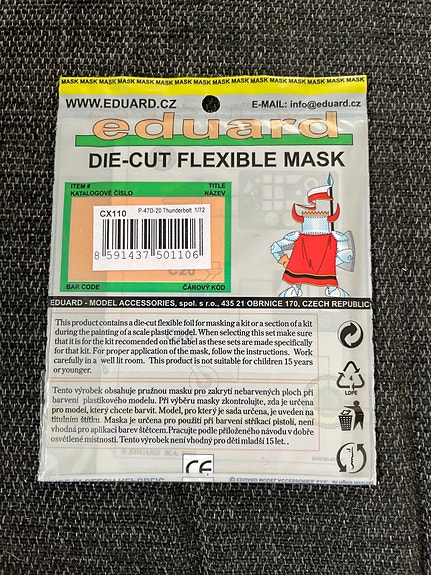 MASK MASK MASK MASK MASK MASK MASK MASK MASK MASK MASK MASK MASK MASK MASK MASK
WWW.EDUARD.CZ E-MAIL: info@eduard.cz
eduard
DIE-CUT FLEXIBLE MASK
ITEM # TITLE
KATALOGOVÉ ČÍSLO NÁZEV
CX110 P-47D-20 Thunderbolt 1/72
8 591437 501106
BAR CODE ČÁROVÝ KÓD
EDUARD - MODEL ACCESSORIES, spol. s r.o., 435 21 OBRNICE 170, CZECH REPUBLIC
This product contains a die-cut flexible foil for masking a kit or a section of a kit
during the painting of a scale plastic model. When selecting this set make sure
that it is for the kit recomended on the label as these sets are made specifically
for that kit. For proper application of the mask, follow the instructions. Work
carefully in a well lit room. This product is not suitable for children 15 years
or younger.
LDPE
Tento výrobek obsahuje pružnou masku pro zakrytí nebarvených ploch při
barvení plastikového modelu. Při výběru masky zkontrolujte, zda je určena
pro model, který chcete barvit. Model, pro který je sada určena, je uveden na
titulním štítku. Maska je určena pro použití při barvení stříkací pistolí, není
vhodná pro aplikaci barev štětcem. Pracujte podle přiloženého návodu v dobře
osvětlené místnosti. Tento výrobek není vhodný pro děti mladší 15 let. .
CE